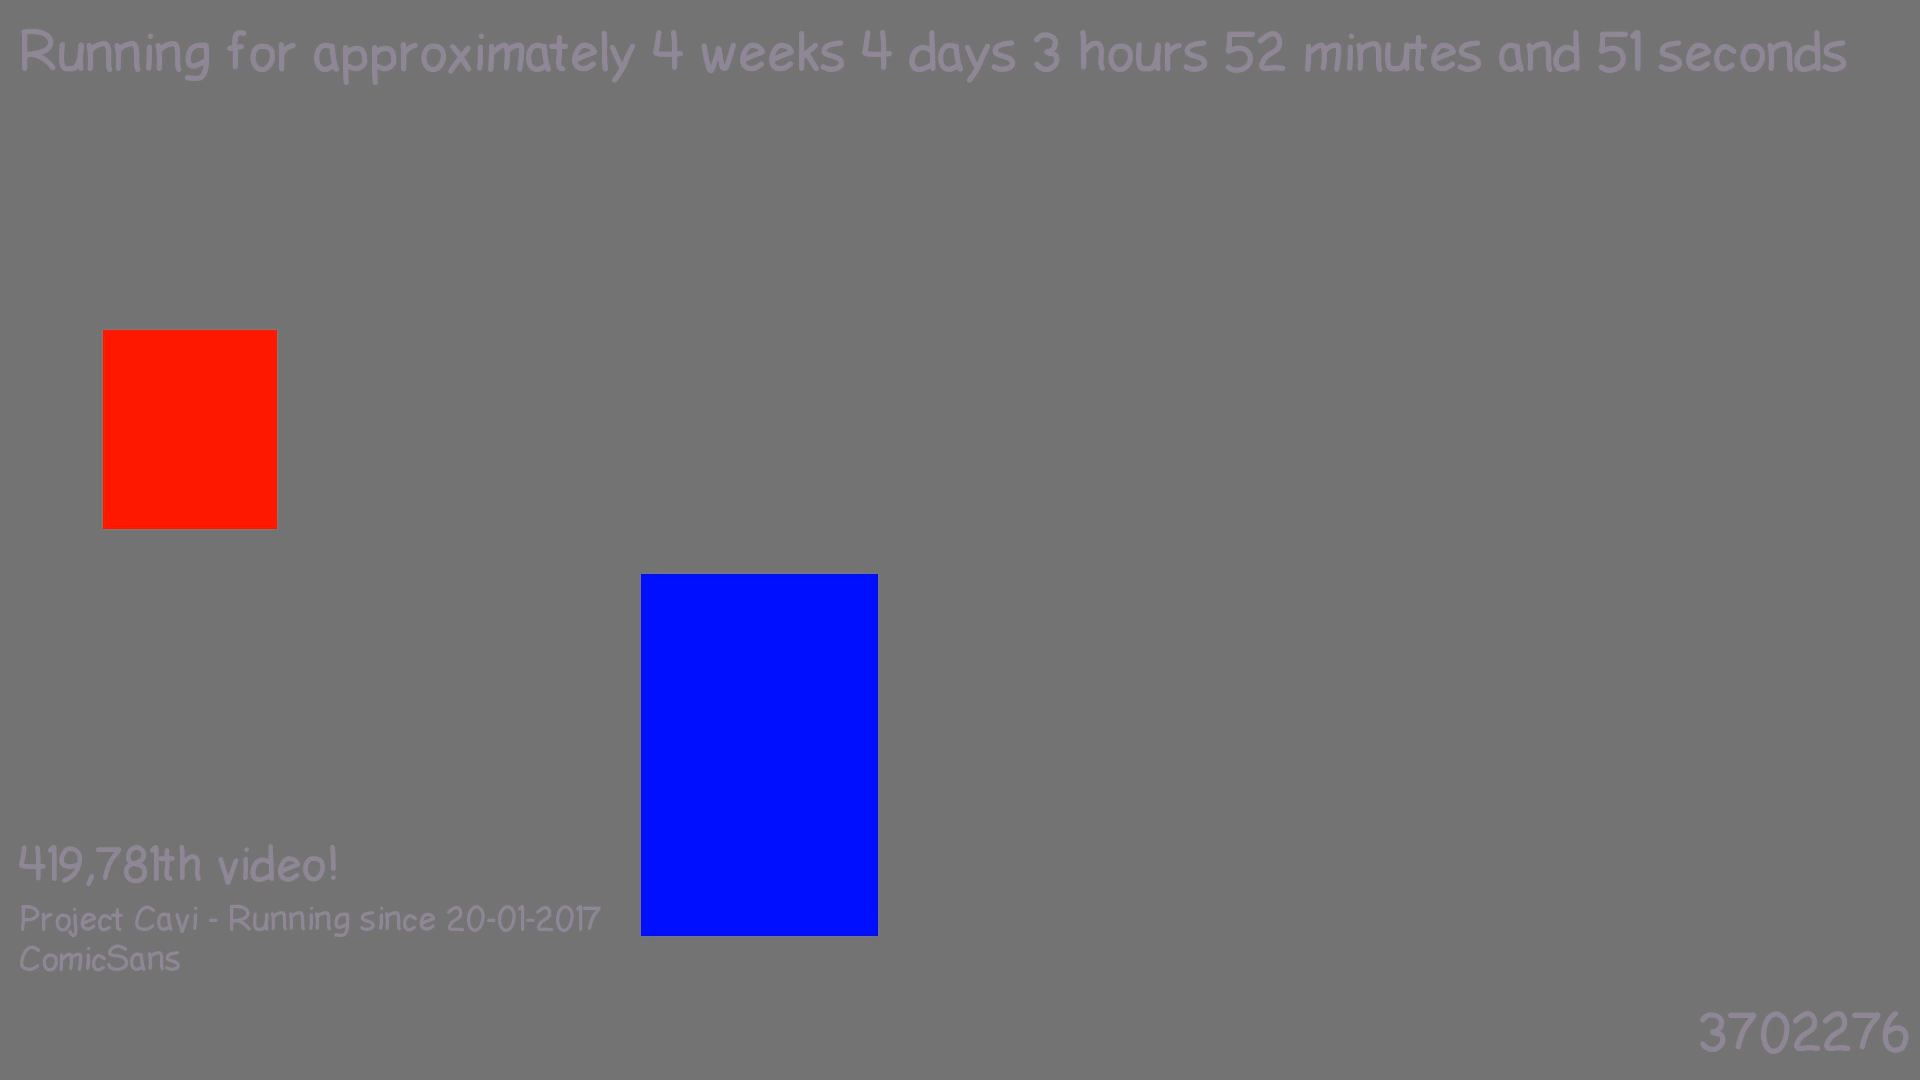 Running for approximately 4 weeks 4 days 3 hours 52 minutes and 51 seconds
419,781th video!
Project Cavi - Running since 20-01-2017
ComicSans
3702276